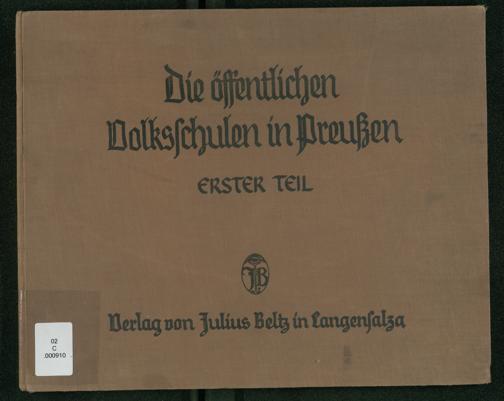 Die öffentlichen
Volksschulen in Preußen
ERSTER TEIL
JB
Verlag von Julius Beltz in Langensalza
02
C
.000910